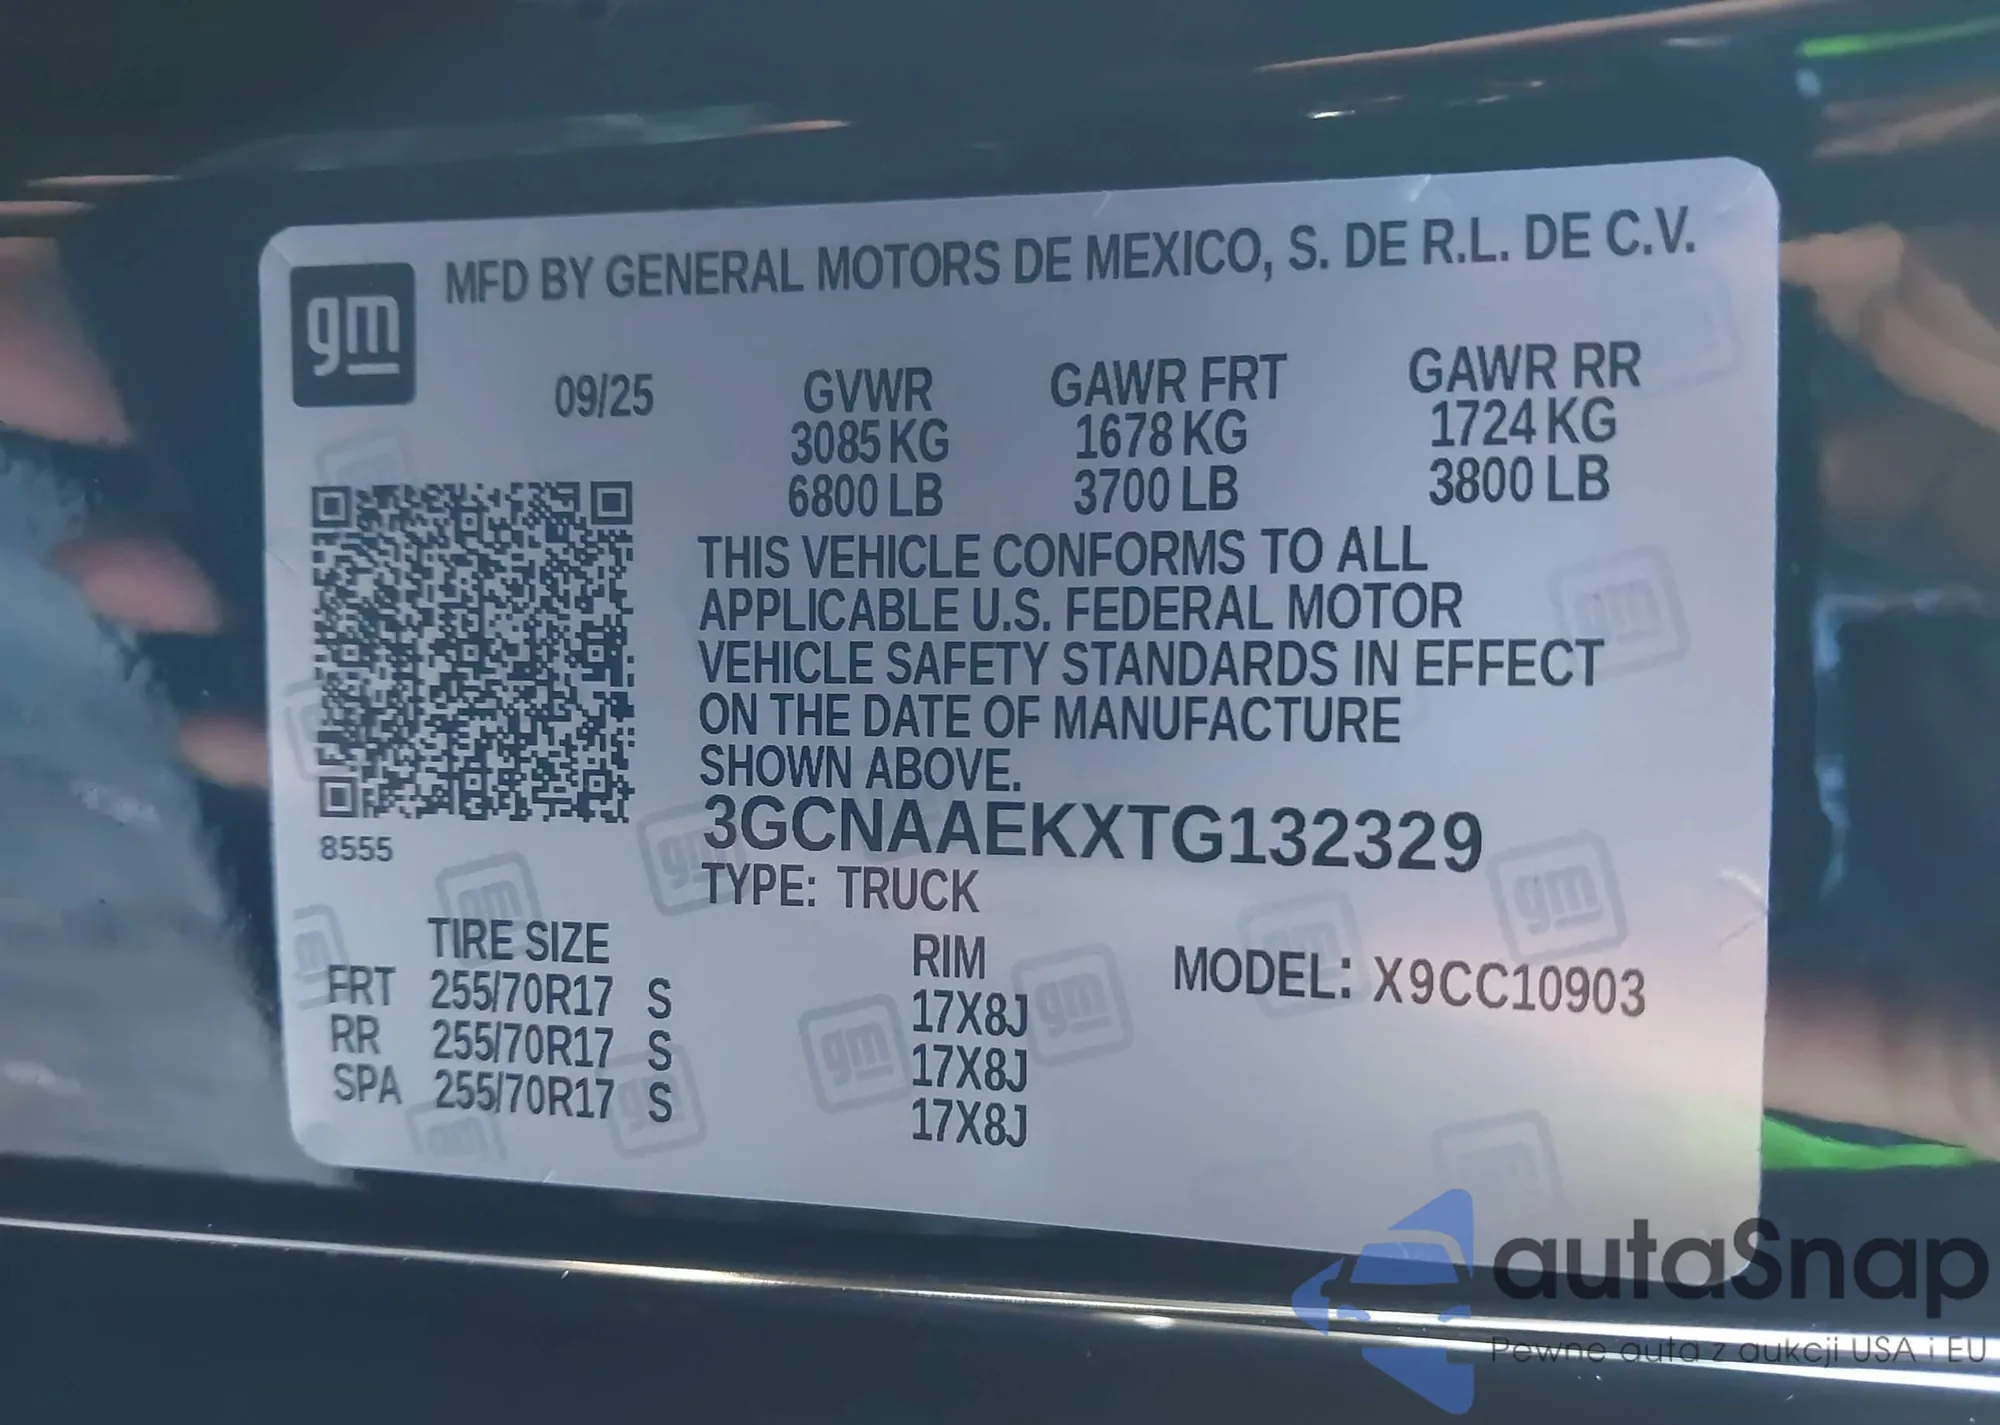 gm
MFD BY GENERAL MOTORS DE MEXICO, S. DE R.L. DE C.V.
09/25 GVWR GAWR FRT GAWR RR
3085 KG 1678 KG 1724 KG
6800 LB 3700 LB 3800 LB
THIS VEHICLE CONFORMS TO ALL
APPLICABLE U.S. FEDERAL MOTOR
VEHICLE SAFETY STANDARDS IN EFFECT
ON THE DATE OF MANUFACTURE
SHOWN ABOVE.
3GCNAAEKXTG132329
8555
TYPE: TRUCK
TIRE SIZE RIM MODEL: X9CC10903
FRT 255/70R17 S 17X8J
RR 255/70R17 S 17X8J
SPA 255/70R17 S 17X8J
autaSnap
Pewne auta z aukcji USA i EU